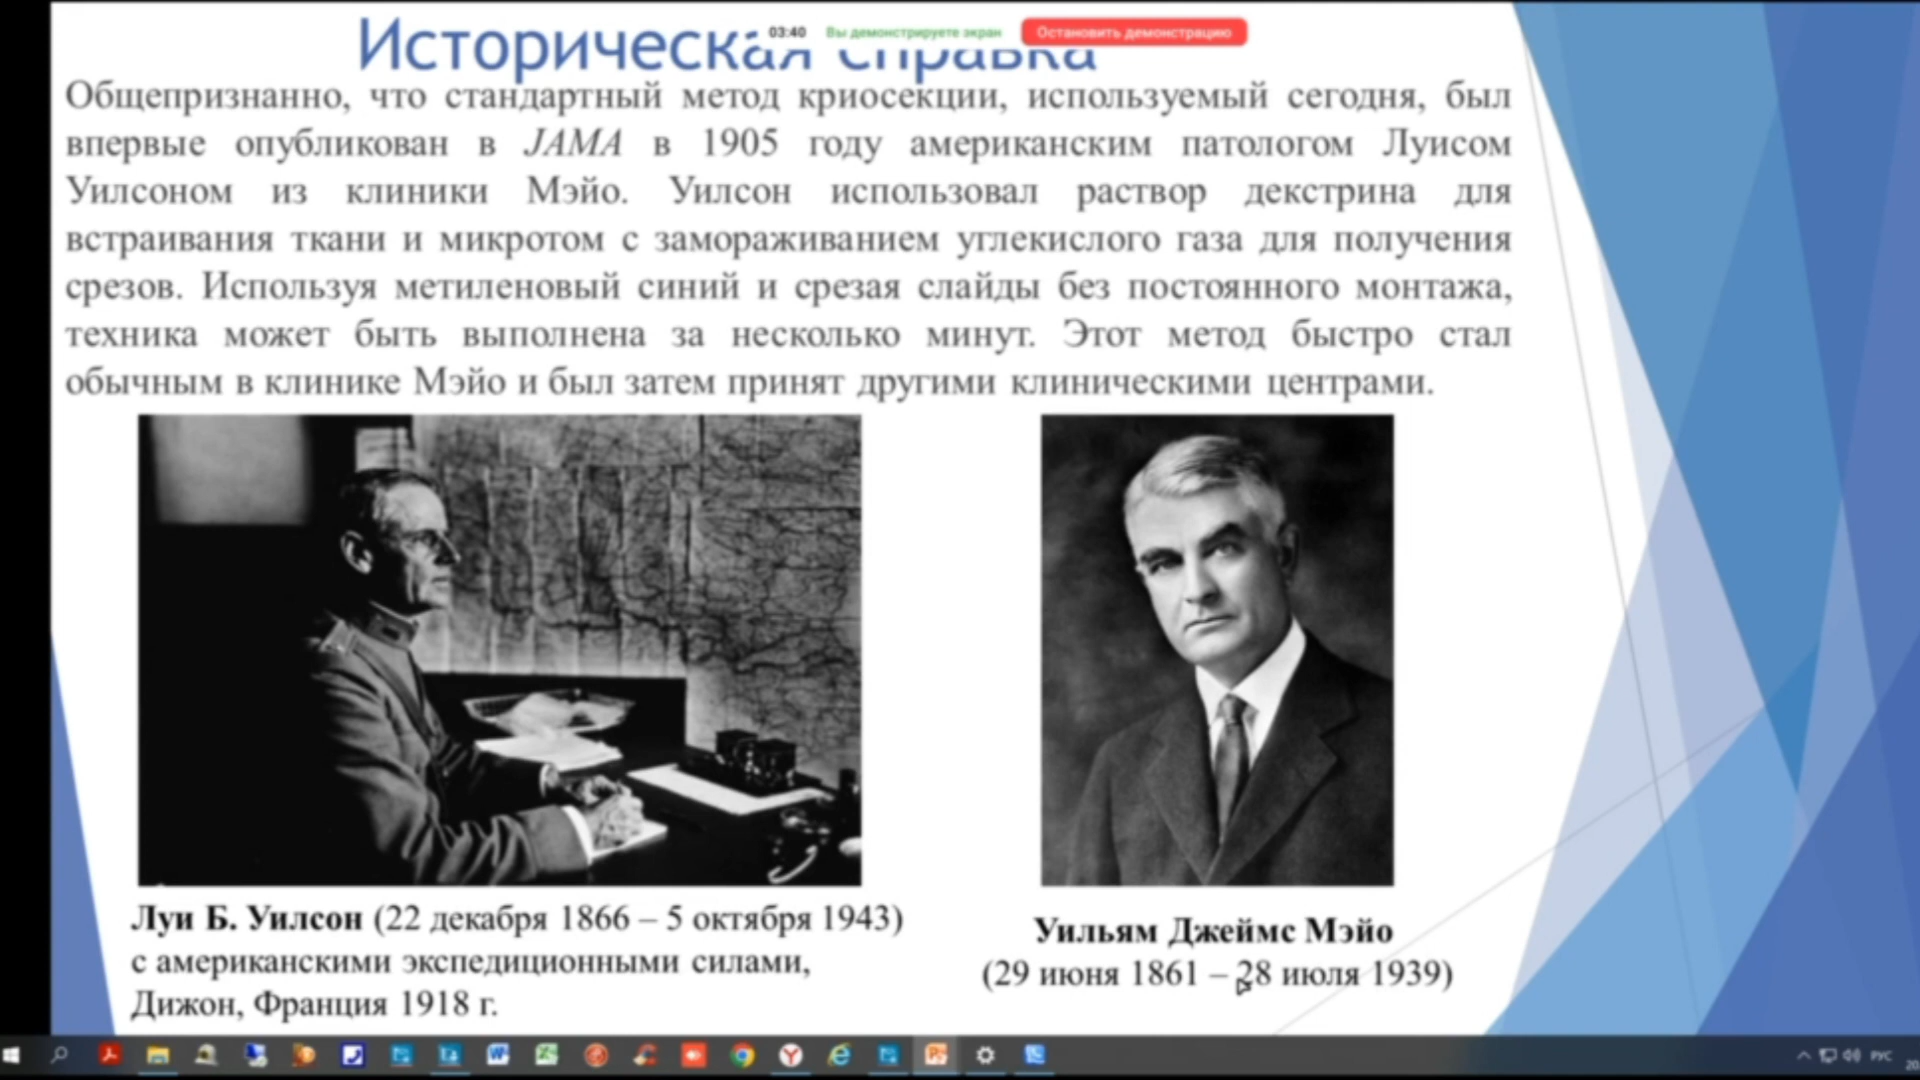 Историческая справка
03:40 Вы демонстрируете экран Остановить демонстрацию
Общепризнанно, что стандартный метод криосекции, используемый сегодня, был
впервые опубликован в JAMA в 1905 году американским патологом Луисом
Уилсоном из клиники Мэйо. Уилсон использовал раствор декстрина для
встраивания ткани и микротом с замораживанием углекислого газа для получения
срезов. Используя метиленовый синий и срезая слайды без постоянного монтажа,
техника может быть выполнена за несколько минут. Этот метод быстро стал
обычным в клинике Мэйо и был затем принят другими клиническими центрами.
Луи Б. Уилсон (22 декабря 1866 – 5 октября 1943)
с американскими экспедиционными силами,
Дижон, Франция 1918 г.
Уильям Джеймс Мэйо
(29 июня 1861 – 28 июля 1939)
РУС
20